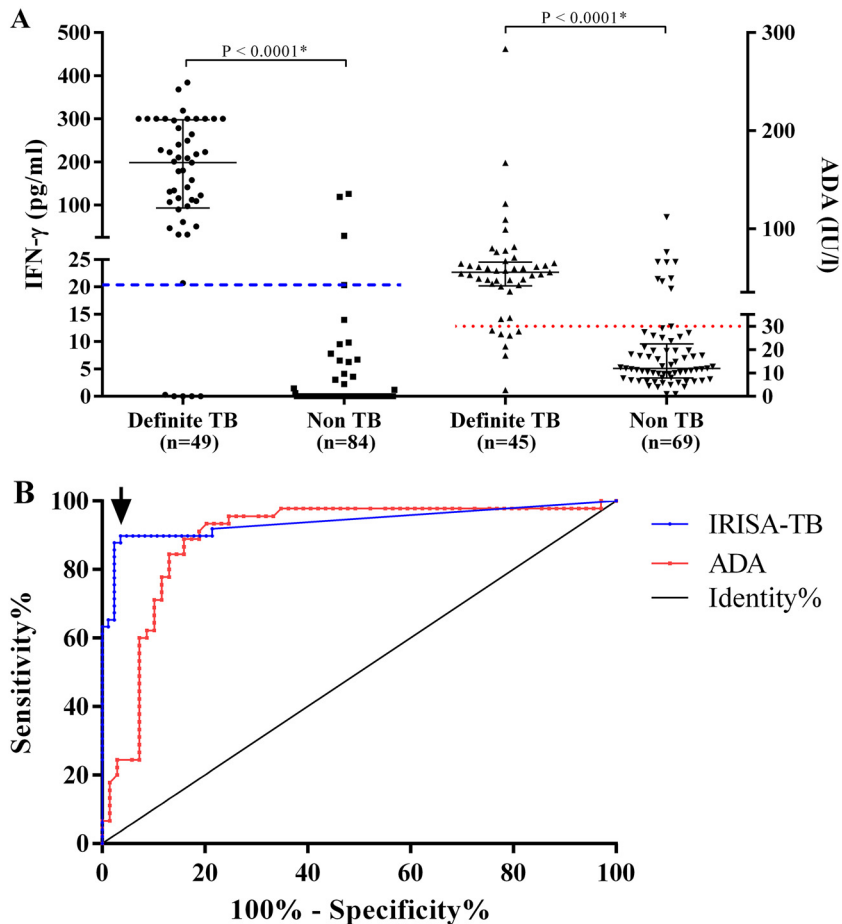 A
P < 0.0001*
P < 0.0001*
500
400
300
200
100
25
20
15
10
5
0
IFN-γ (pg/ml)
300
200
100
30
20
10
0
ADA (IU/l)
Definite TB
(n=49)
Non TB
(n=84)
Definite TB
(n=45)
Non TB
(n=69)
B
100
80
60
40
20
0
Sensitivity%
0
20
40
60
80
100
100% - Specificity%
IRISA-TB
ADA
Identity%